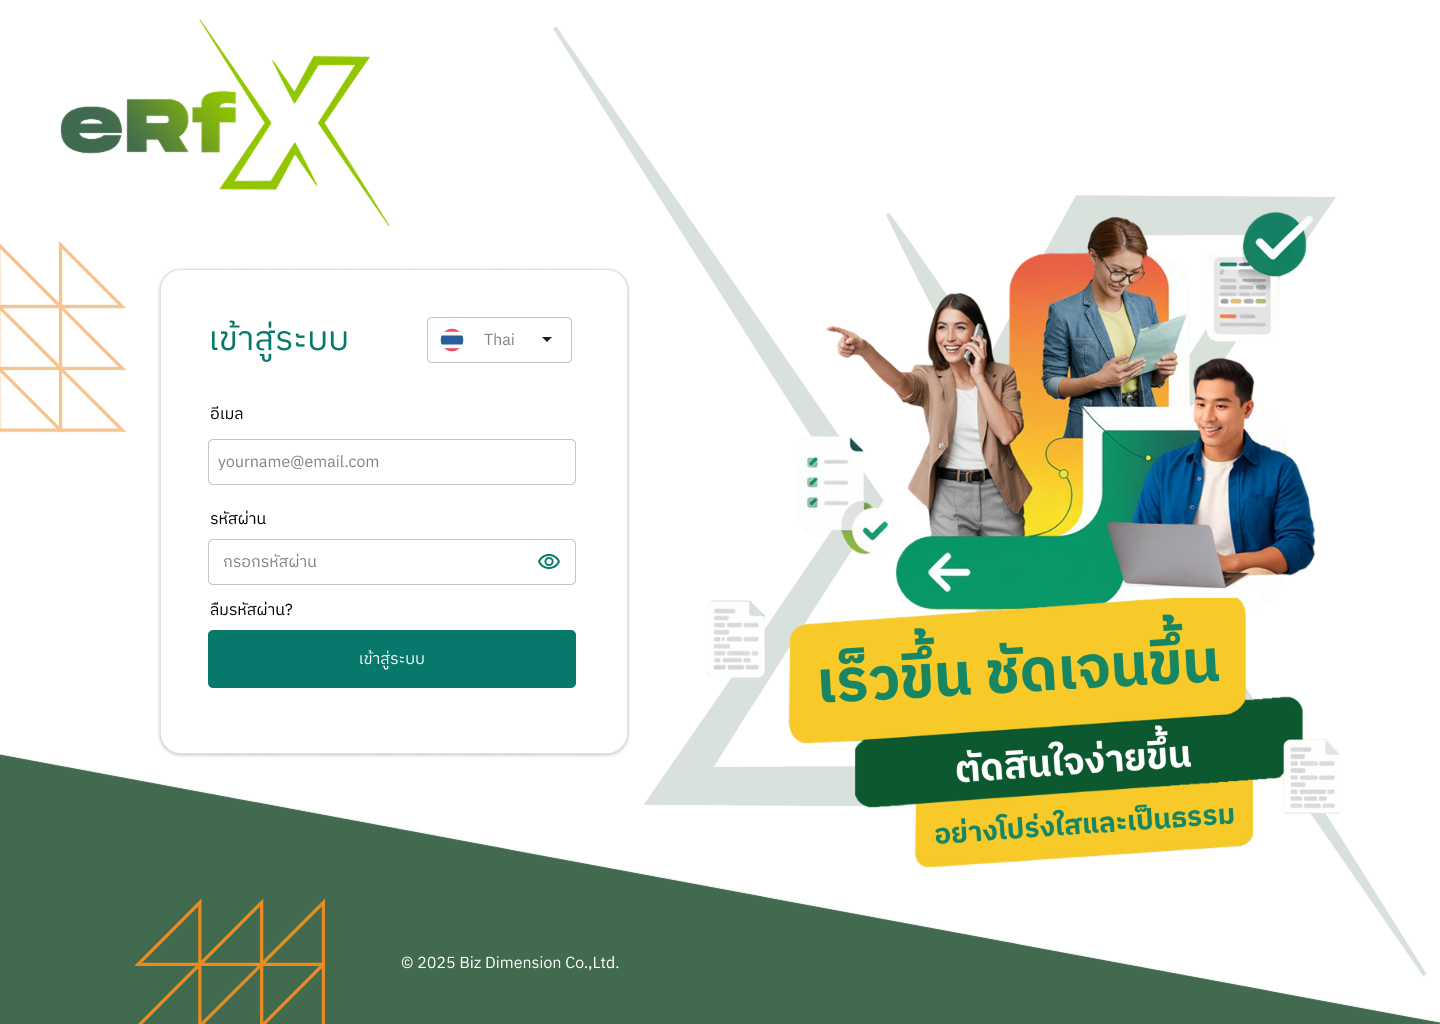 eRfX
เข้าสู่ระบบ
Thai
อีเมล
yourname@email.com
รหัสผ่าน
กรอกรหัสผ่าน
ลืมรหัสผ่าน?
เข้าสู่ระบบ
เร็วขึ้น ชัดเจนขึ้น
ตัดสินใจง่ายขึ้น
อย่างโปร่งใสและเป็นธรรม
© 2025 Biz Dimension Co.,Ltd.